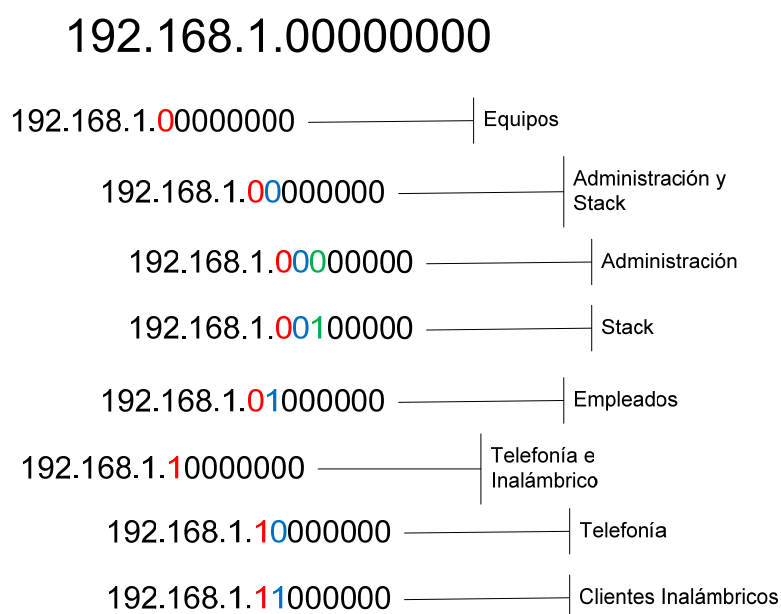 192.168.1.00000000
192.168.1.00000000
Equipos
192.168.1.00000000
Administración y
Stack
192.168.1.00000000
Administración
192.168.1.00100000
Stack
192.168.1.01000000
Empleados
192.168.1.10000000
Telefonía e
Inalámbrico
192.168.1.10000000
Telefonía
192.168.1.11000000
Clientes Inalámbricos